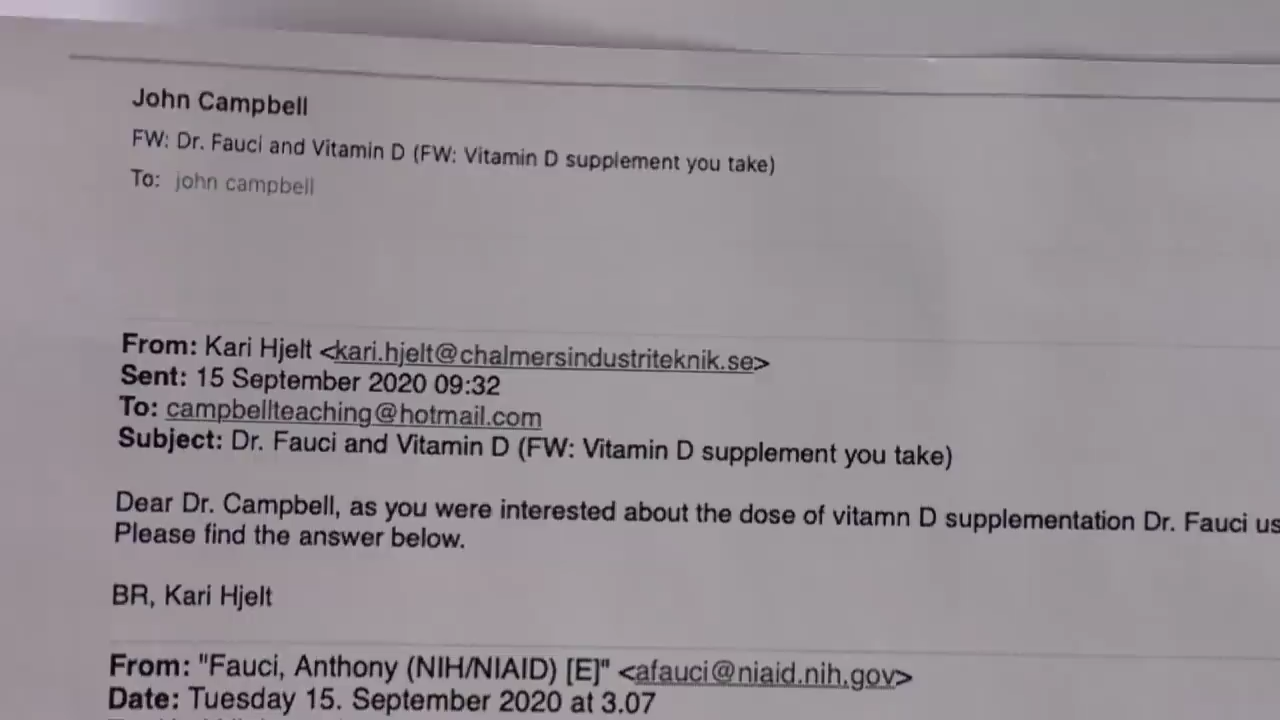 John Campbell
FW: Dr. Fauci and Vitamin D (FW: Vitamin D supplement you take)
To: john campbell
From: Kari Hjelt <kari.hjelt@chalmersindustriteknik.se>
Sent: 15 September 2020 09:32
To: campbellteaching@hotmail.com
Subject: Dr. Fauci and Vitamin D (FW: Vitamin D supplement you take)
Dear Dr. Campbell, as you were interested about the dose of vitamn D supplementation Dr. Fauci us
Please find the answer below.
BR, Kari Hjelt
From: "Fauci, Anthony (NIH/NIAID) [E]" <afauci@niaid.nih.gov>
Date: Tuesday 15. September 2020 at 3.07